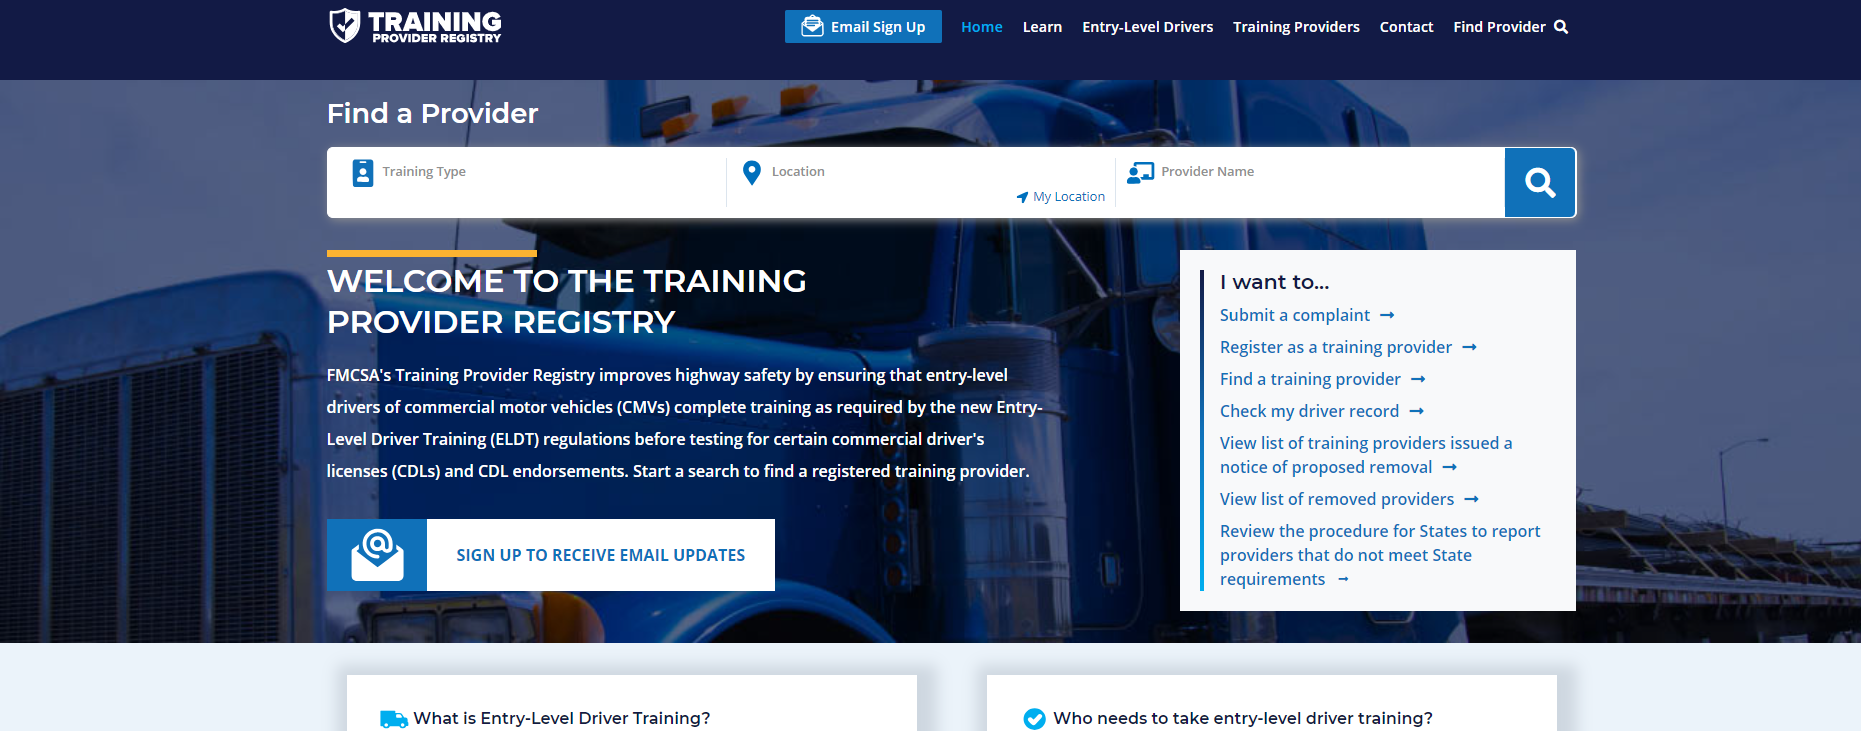 TRAINING
PROVIDER REGISTRY
Email Sign Up
Home
Learn
Entry-Level Drivers
Training Providers
Contact
Find Provider
Find a Provider
Training Type
Location
My Location
Provider Name
WELCOME TO THE TRAINING
PROVIDER REGISTRY
FMCSA's Training Provider Registry improves highway safety by ensuring that entry-level
drivers of commercial motor vehicles (CMVs) complete training as required by the new Entry-
Level Driver Training (ELDT) regulations before testing for certain commercial driver's
licenses (CDLs) and CDL endorsements. Start a search to find a registered training provider.
SIGN UP TO RECEIVE EMAIL UPDATES
I want to...
Submit a complaint
Register as a training provider
Find a training provider
Check my driver record
View list of training providers issued a
notice of proposed removal
View list of removed providers
Review the procedure for States to report
providers that do not meet State
requirements
What is Entry-Level Driver Training?
Who needs to take entry-level driver training?